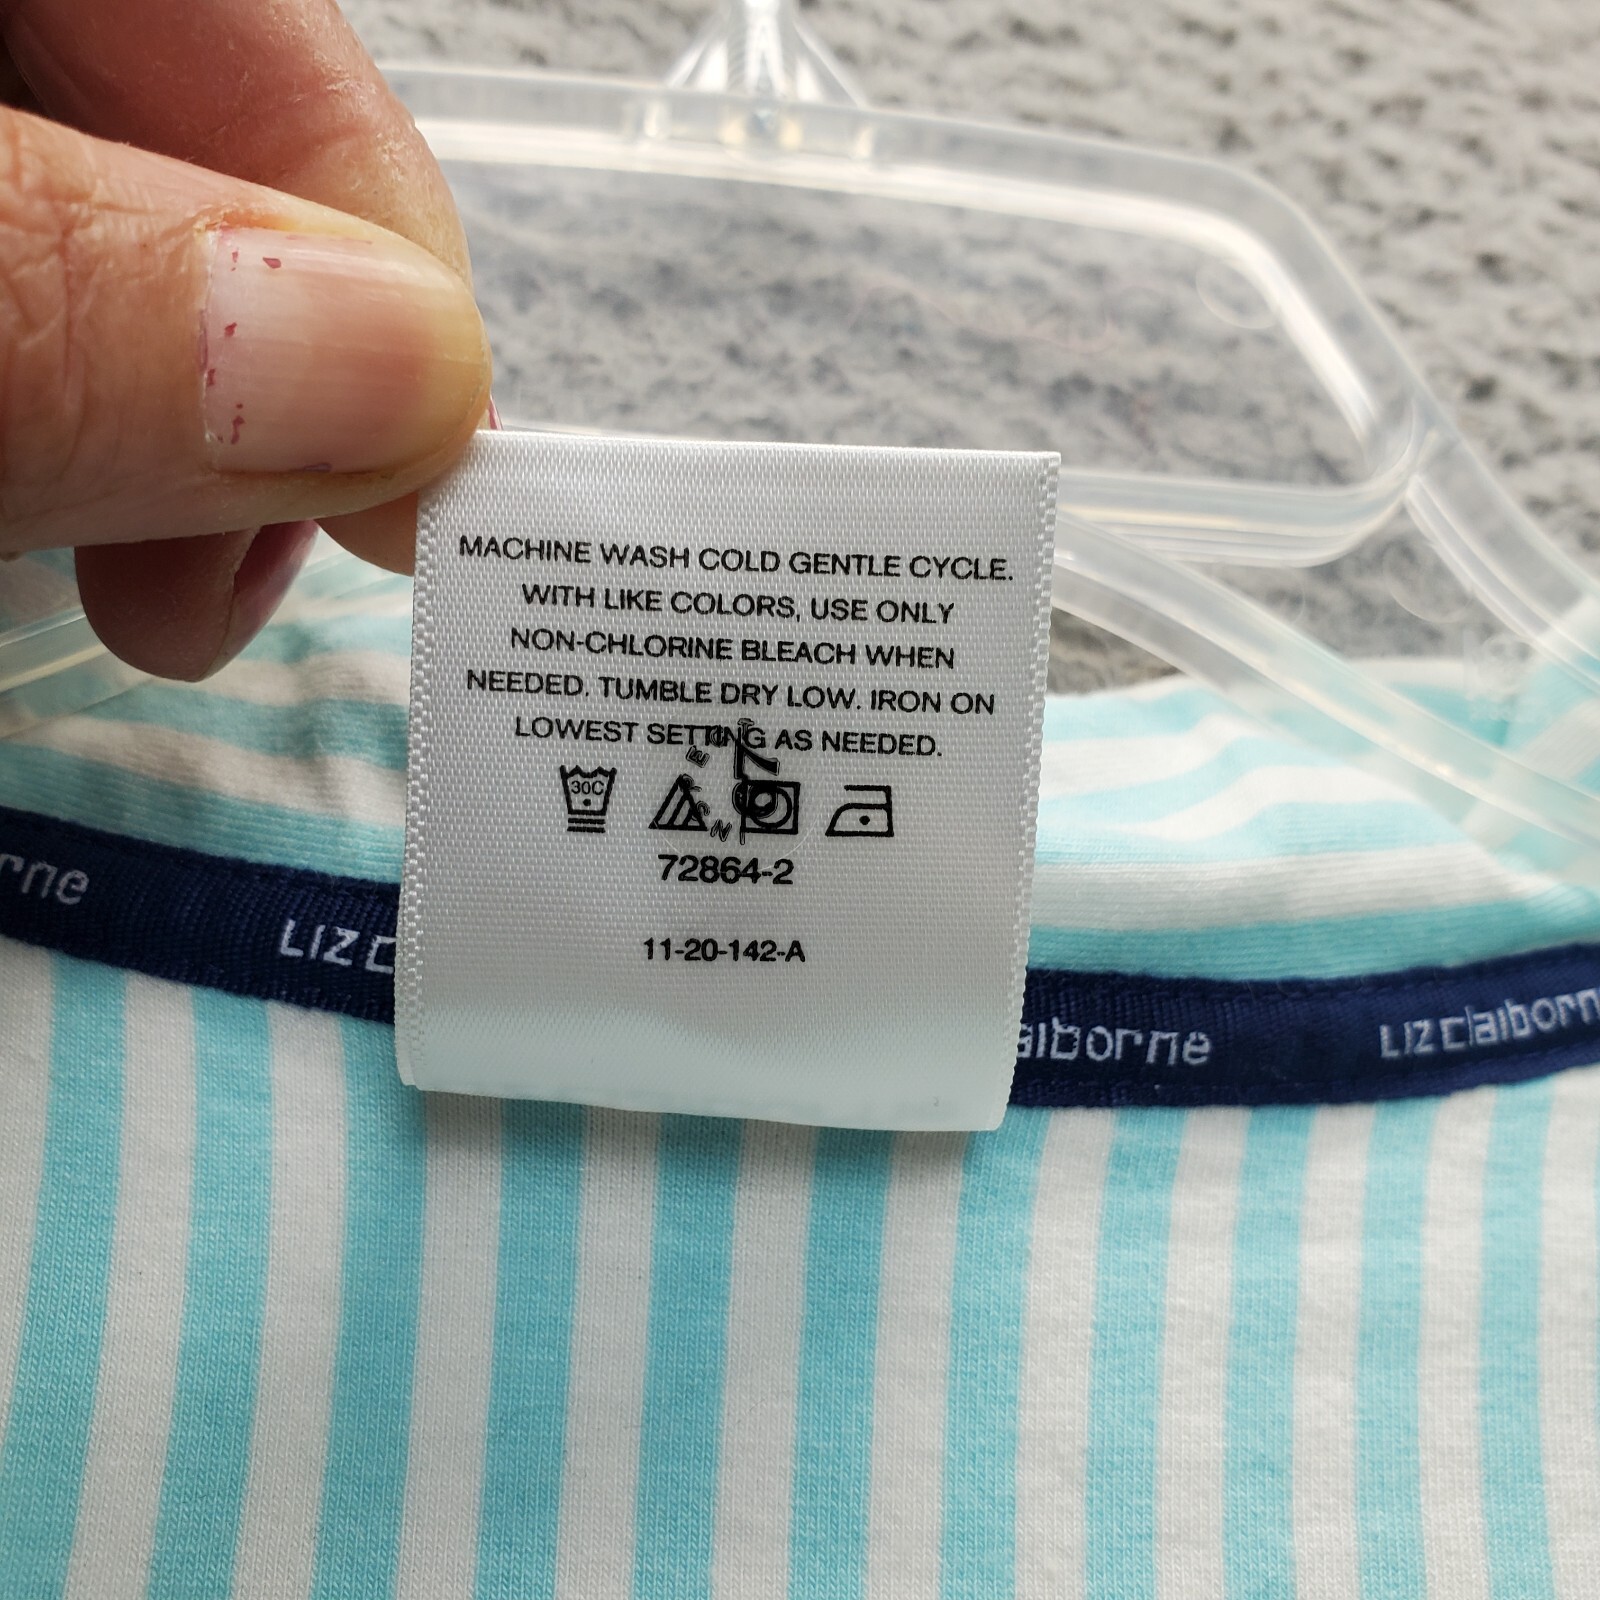 MACHINE WASH COLD GENTLE CYCLE.
WITH LIKE COLORS, USE ONLY
NON-CHLORINE BLEACH WHEN
NEEDED. TUMBLE DRY LOW. IRON ON
LOWEST SETTING AS NEEDED.
30C
72864-2
11-20-142-A
rne
LIZ C
aiborne
LIZ claiborn